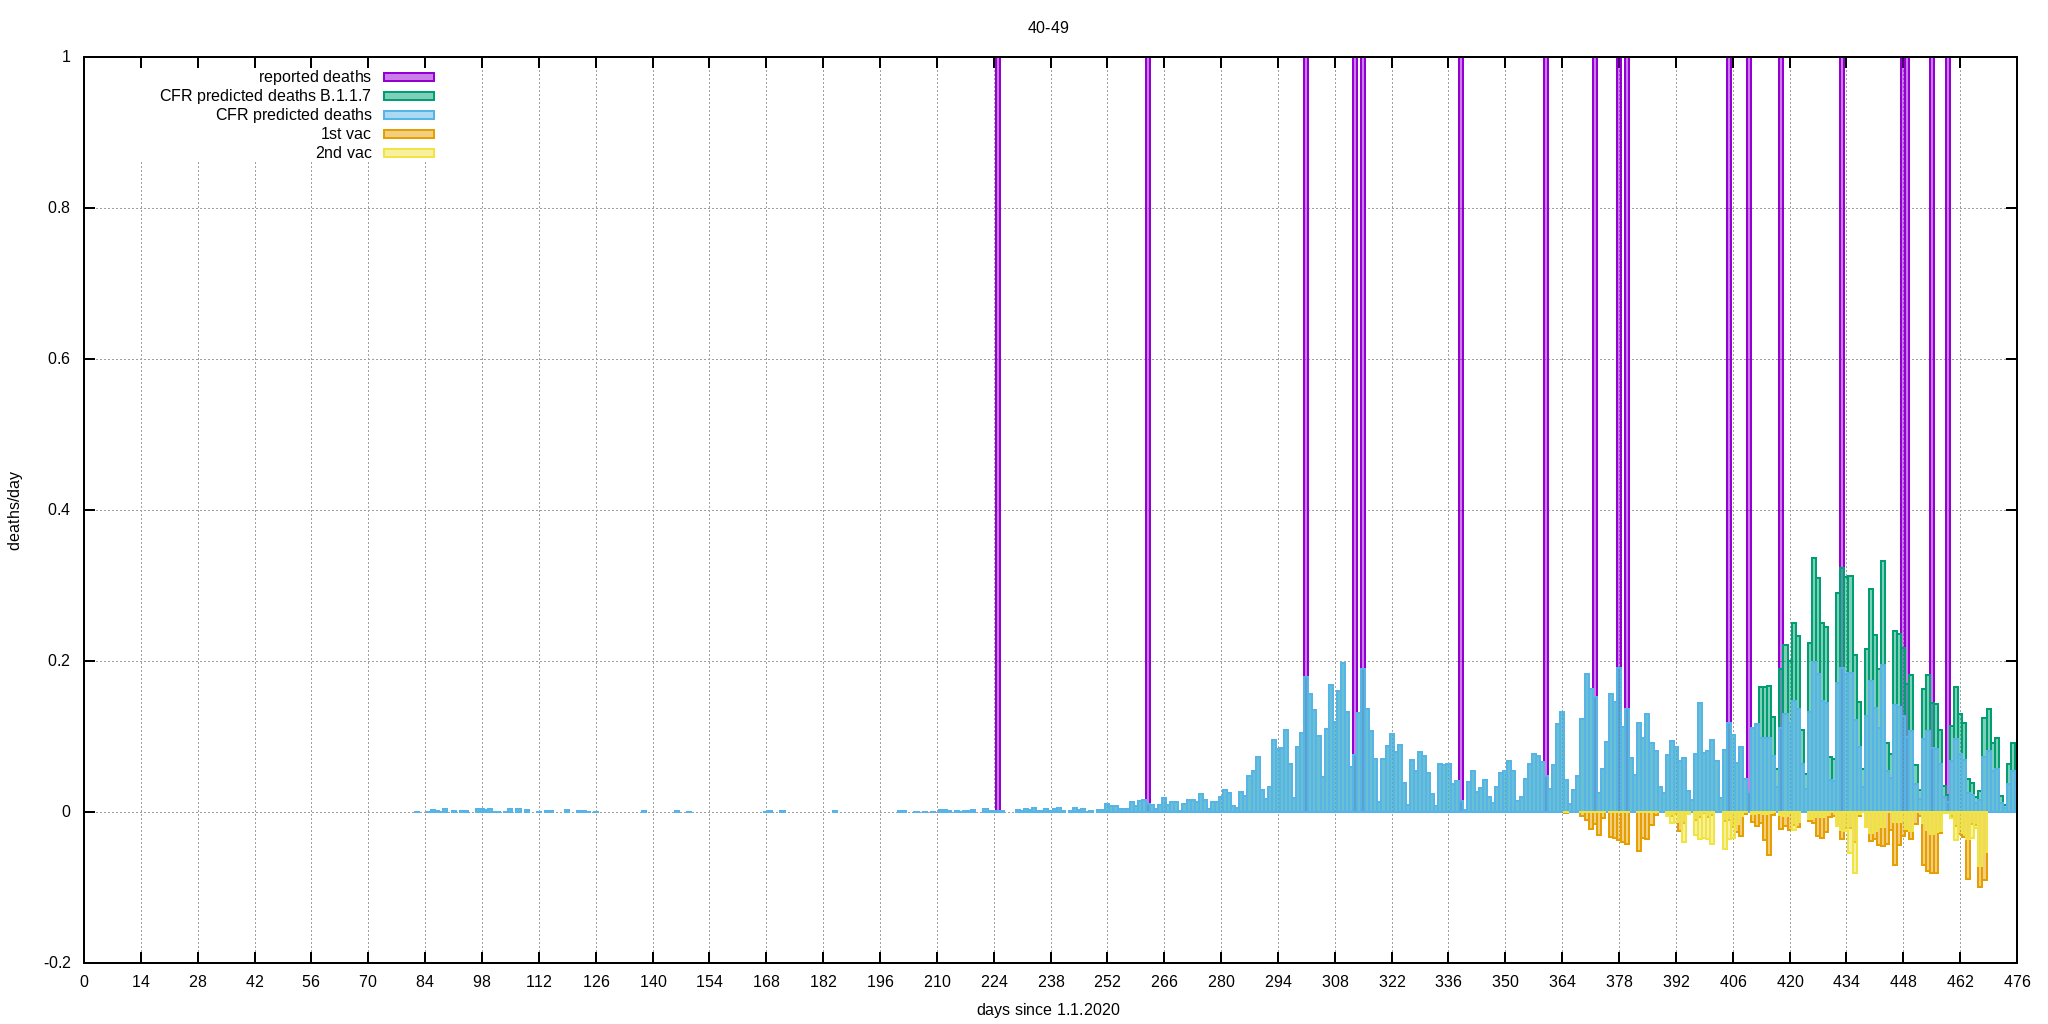 40-49
1
reported deaths
CFR predicted deaths B.1.1.7
CFR predicted deaths
1st vac
2nd vac
0.8
0.6
0.4
0.2
0
-0.2
deaths/day
0 14 28 42 56 70 84 98 112 126 140 154 168 182 196 210 224 238 252 266 280 294 308 322 336 350 364 378 392 406 420 434 448 462 476
days since 1.1.2020